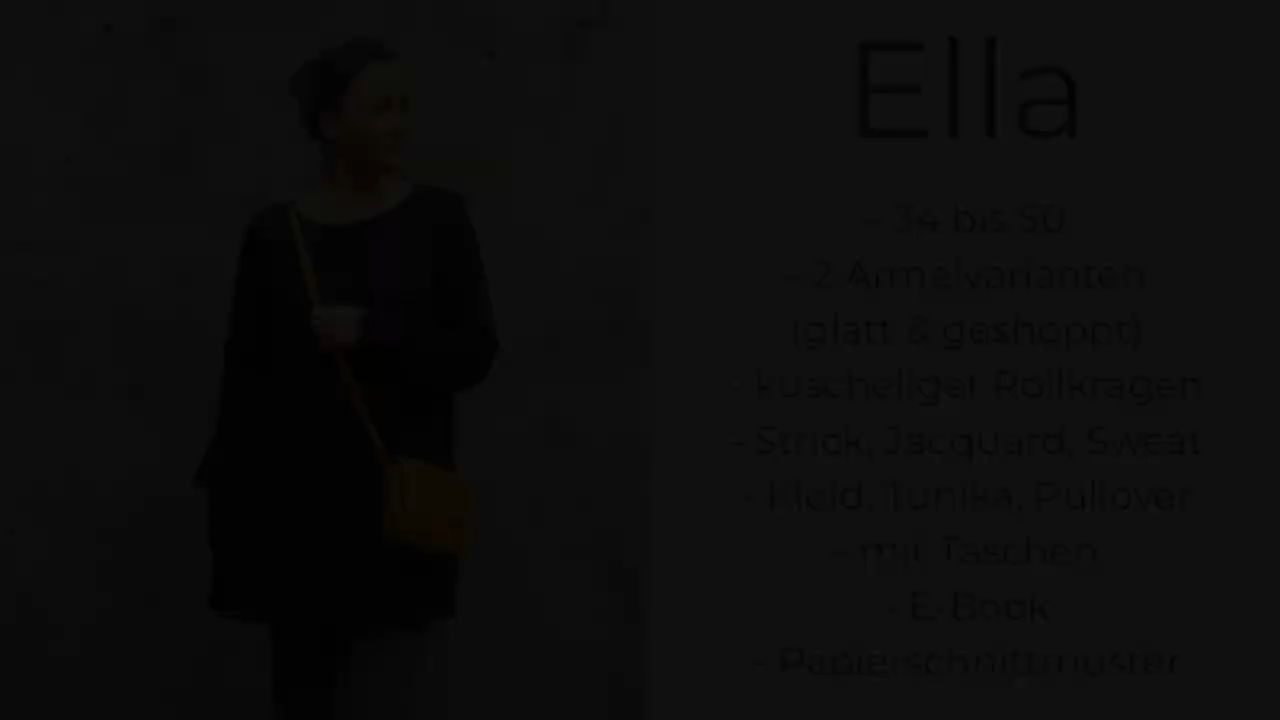 Ella
- 34 bis 50
- 2 Ärmelvarianten
(glatt & geshoppt)
- kuscheliger Rollkragen
- Strick, Jacquard, Sweat
- Kleid, Tunika, Pullover
- mit Taschen
- E-Book
- Papierschnittmuster